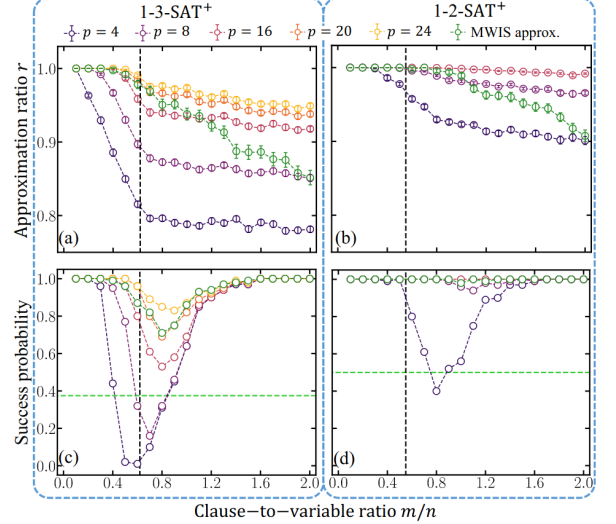 1-3-SAT⁺ 1-2-SAT⁺
p = 4 p = 8 p = 16 p = 20 p = 24 MWIS approx.
Approximation ratio r
1.0
0.9
0.8
(a)
(b)
Success probability
1.0
0.8
0.6
0.4
0.2
0.0
(c)
(d)
0.0 0.4 0.8 1.2 1.6 2.0 0.0 0.4 0.8 1.2 1.6 2.0
Clause−to−variable ratio m/n